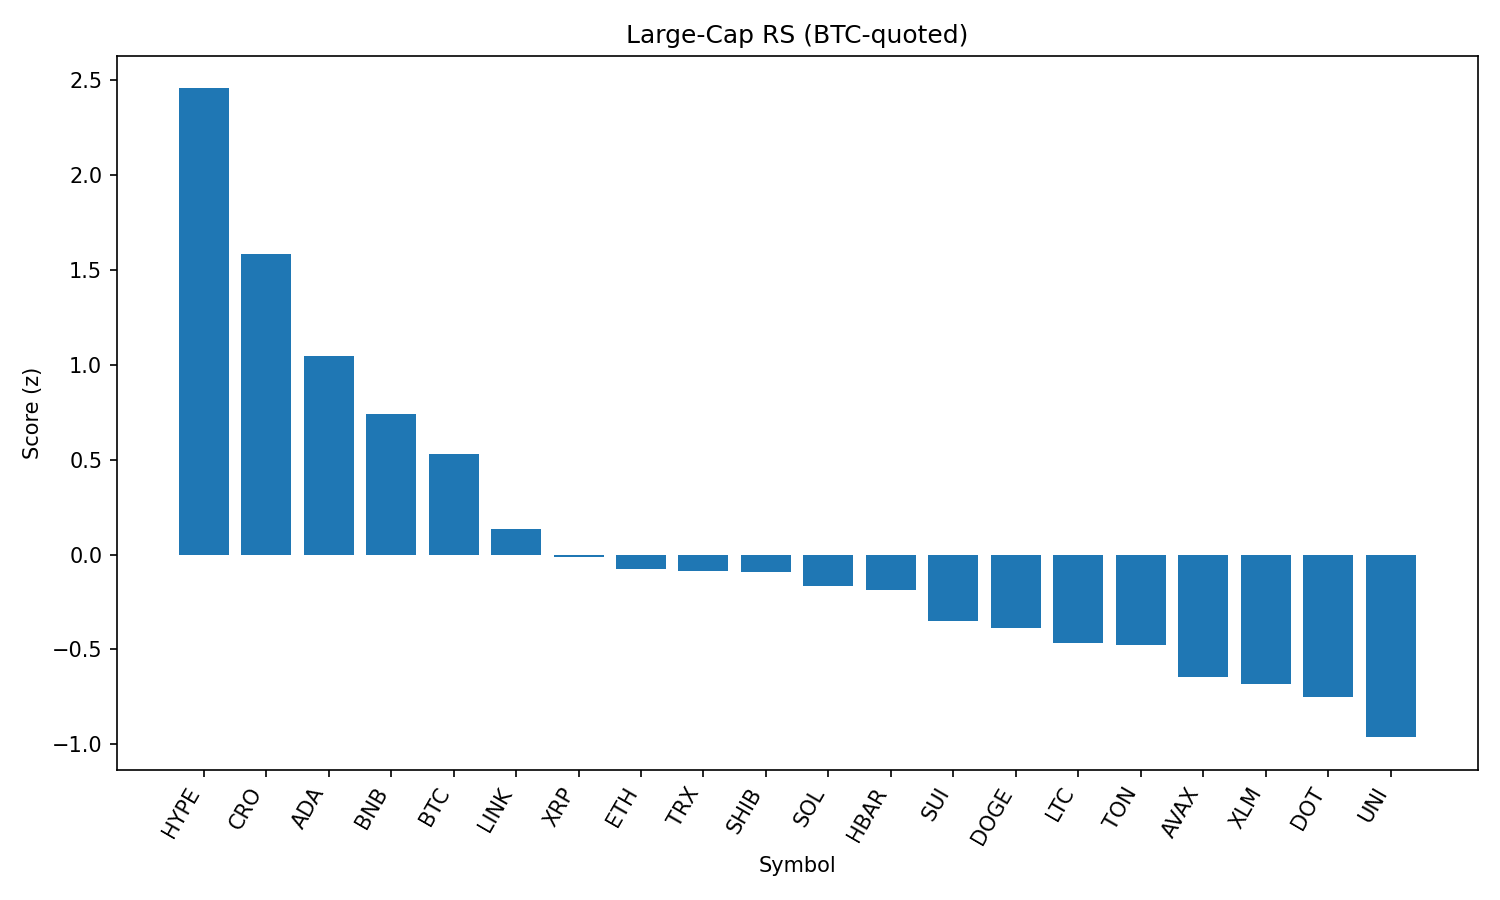 Large-Cap RS (BTC-quoted)
Score (z)
2.5
2.0
1.5
1.0
0.5
0.0
−0.5
−1.0
HYPE
CRO
ADA
BNB
BTC
LINK
XRP
ETH
TRX
SHIB
SOL
HBAR
SUI
DOGE
LTC
TON
AVAX
XLM
DOT
UNI
Symbol